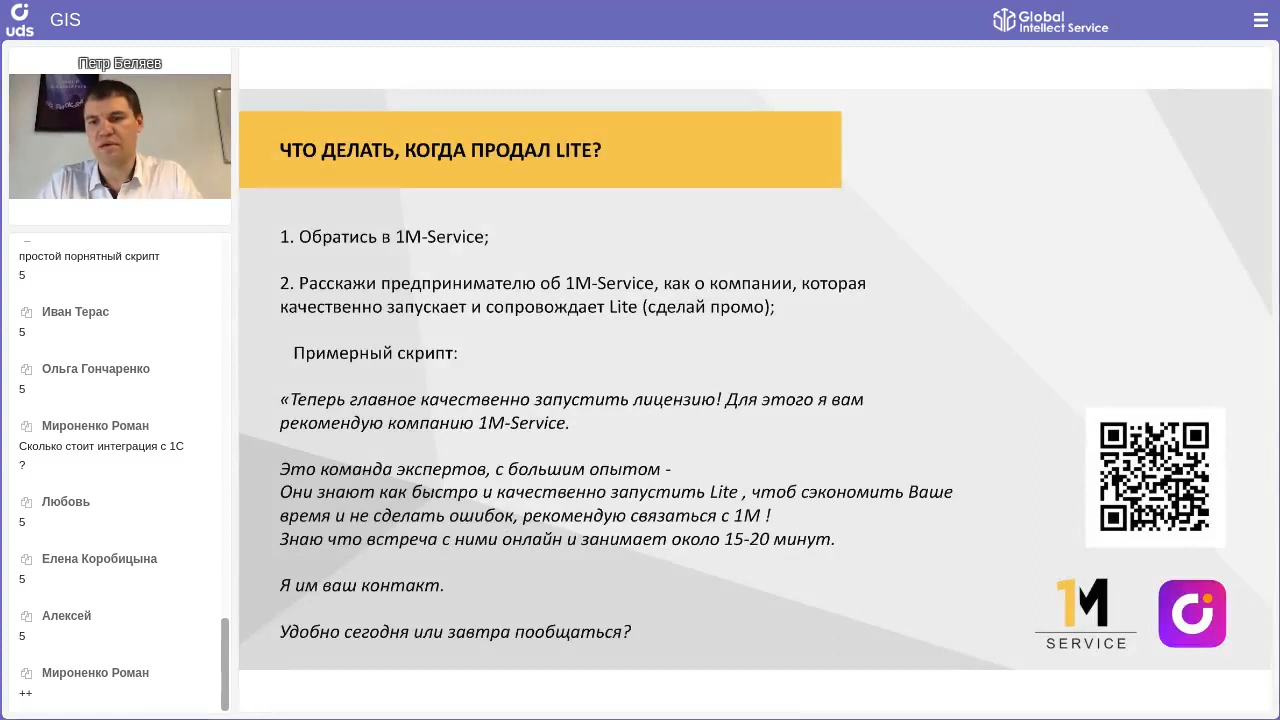 uds
GIS
Global
Intellect Service
Петр Беляев
простой порнятный скрипт
5
Иван Терас
5
Ольга Гончаренко
5
Мироненко Роман
Сколько стоит интеграция с 1С
?
Любовь
5
Елена Коробицына
5
Алексей
5
Мироненко Роман
++
ЧТО ДЕЛАТЬ, КОГДА ПРОДАЛ LITE?
1. Обратись в 1M-Service;
2. Расскажи предпринимателю об 1M-Service, как о компании, которая
качественно запускает и сопровождает Lite (сделай промо);
Примерный скрипт:
«Теперь главное качественно запустить лицензию! Для этого я вам
рекомендую компанию 1M-Service.
Это команда экспертов, с большим опытом -
Они знают как быстро и качественно запустить Lite , чтоб сэкономить Ваше
время и не сделать ошибок, рекомендую связаться с 1М !
Знаю что встреча с ними онлайн и занимает около 15-20 минут.
Я им ваш контакт.
Удобно сегодня или завтра пообщаться?
1M
SERVICE